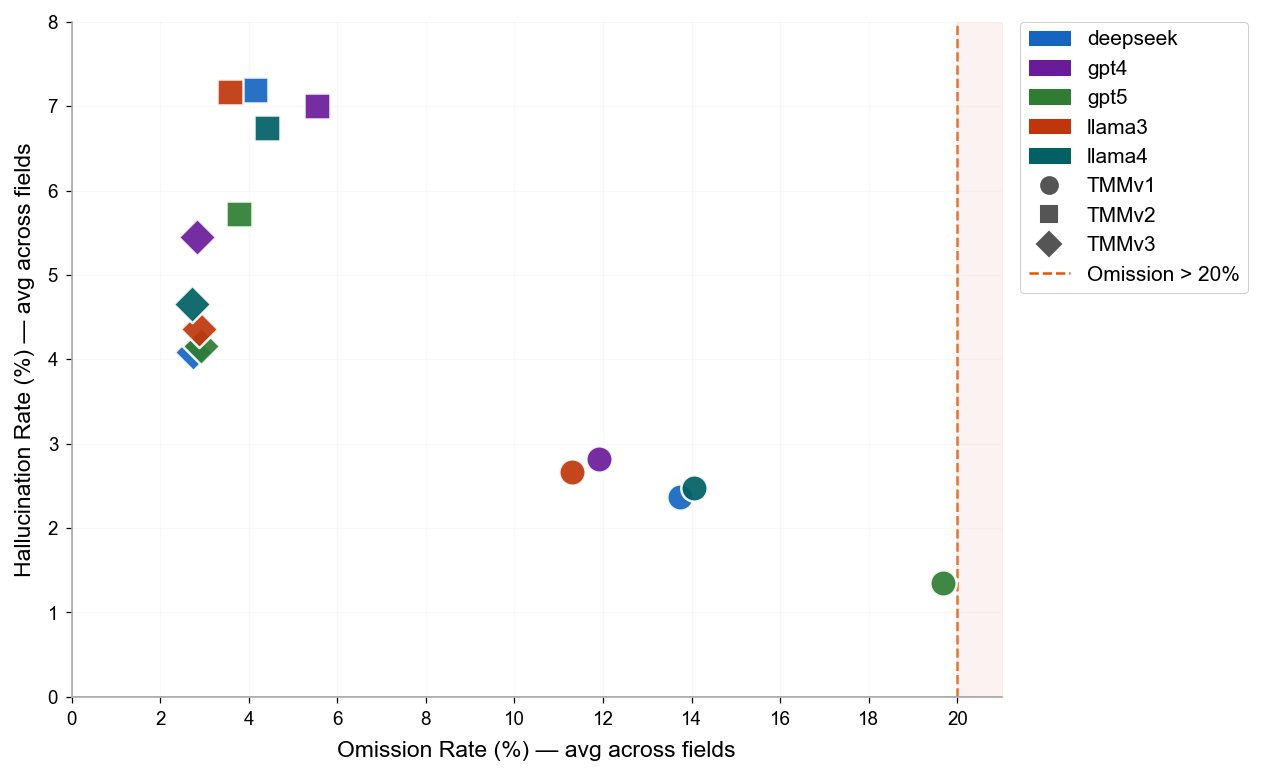 8
7
6
5
4
3
2
1
0
Hallucination Rate (%) — avg across fields
0 2 4 6 8 10 12 14 16 18 20
Omission Rate (%) — avg across fields
deepseek
gpt4
gpt5
llama3
llama4
TMMv1
TMMv2
TMMv3
Omission > 20%